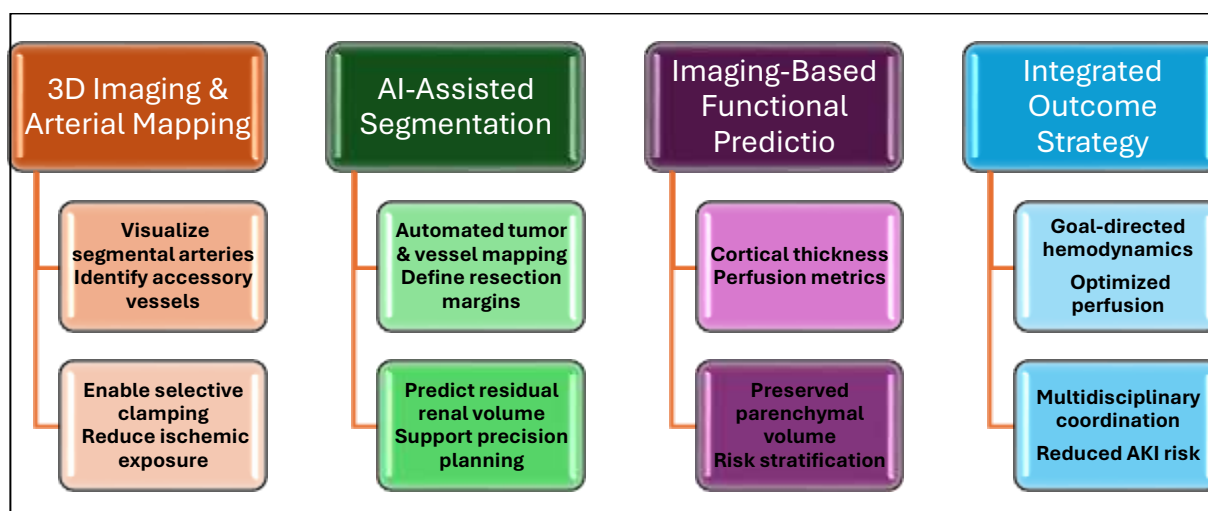 3D Imaging &
Arterial Mapping
Visualize
segmental arteries
Identify accessory
vessels
Enable selective
clamping
Reduce ischemic
exposure
AI-Assisted
Segmentation
Automated tumor
& vessel mapping
Define resection
margins
Predict residual
renal volume
Support precision
planning
Imaging-Based
Functional
Predictio
Cortical thickness
Perfusion metrics
Preserved
parenchymal
volume
Risk stratification
Integrated
Outcome
Strategy
Goal-directed
hemodynamics
Optimized
perfusion
Multidisciplinary
coordination
Reduced AKI risk